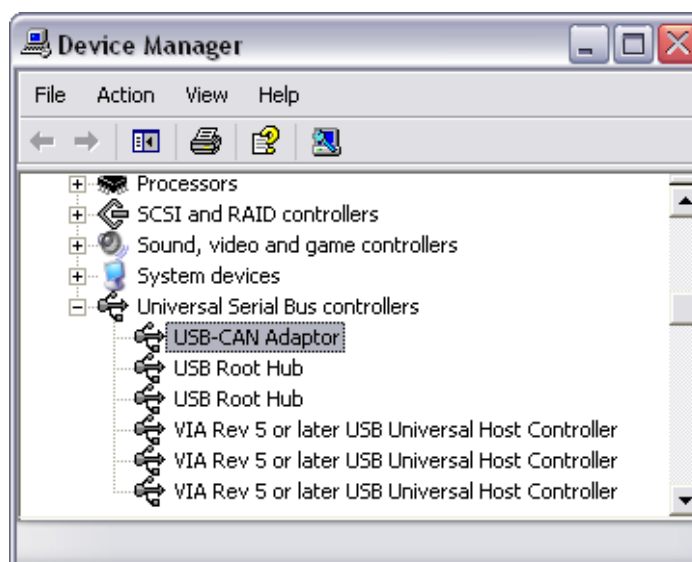 Device Manager
File Action View Help
Processors
SCSI and RAID controllers
Sound, video and game controllers
System devices
Universal Serial Bus controllers
USB-CAN Adaptor
USB Root Hub
USB Root Hub
VIA Rev 5 or later USB Universal Host Controller
VIA Rev 5 or later USB Universal Host Controller
VIA Rev 5 or later USB Universal Host Controller